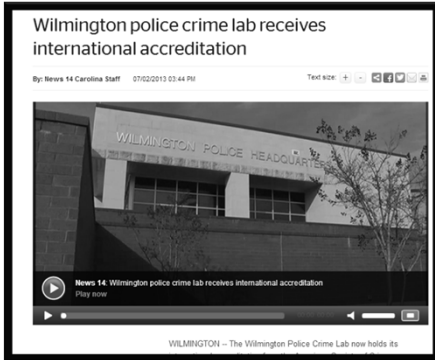 Wilmington police crime lab receives
international accreditation
By: News 14 Carolina Staff 07/02/2013 03:44 PM Text size: + -
WILMINGTON POLICE HEADQUARTERS
News 14: Wilmington police crime lab receives international accreditation
Play now
WILMINGTON -- The Wilmington Police Crime Lab now holds its